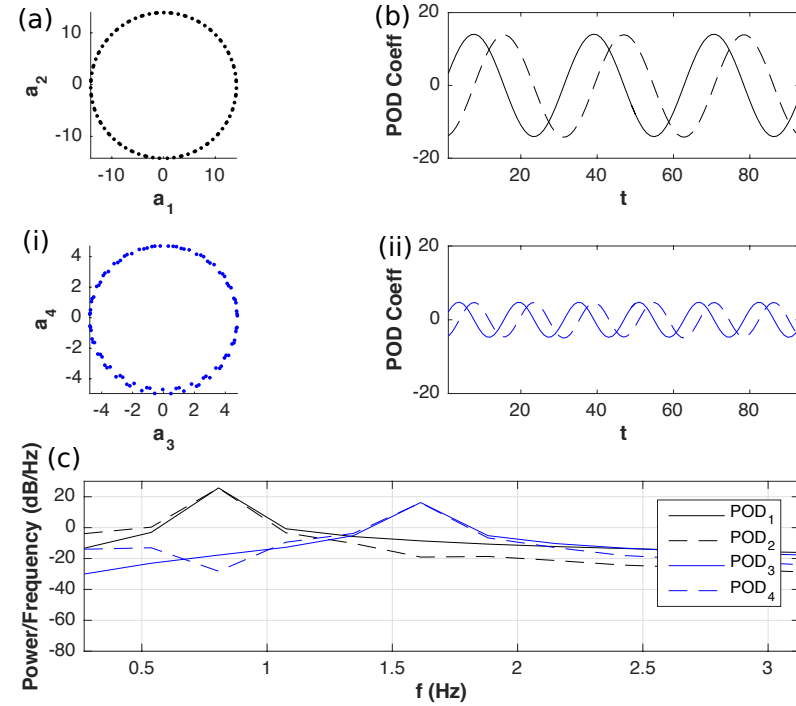 (a)
10
0
-10
a2
-10 0 10
a1
(b)
20
0
-20
POD Coeff
20 40 60 80
t
(i)
4
2
0
-2
-4
a4
-4 -2 0 2 4
a3
(ii)
20
0
-20
POD Coeff
20 40 60 80
t
(c)
20
0
-20
-40
-60
-80
Power/Frequency (dB/Hz)
0.5 1 1.5 2 2.5 3
f (Hz)
POD1
POD2
POD3
POD4